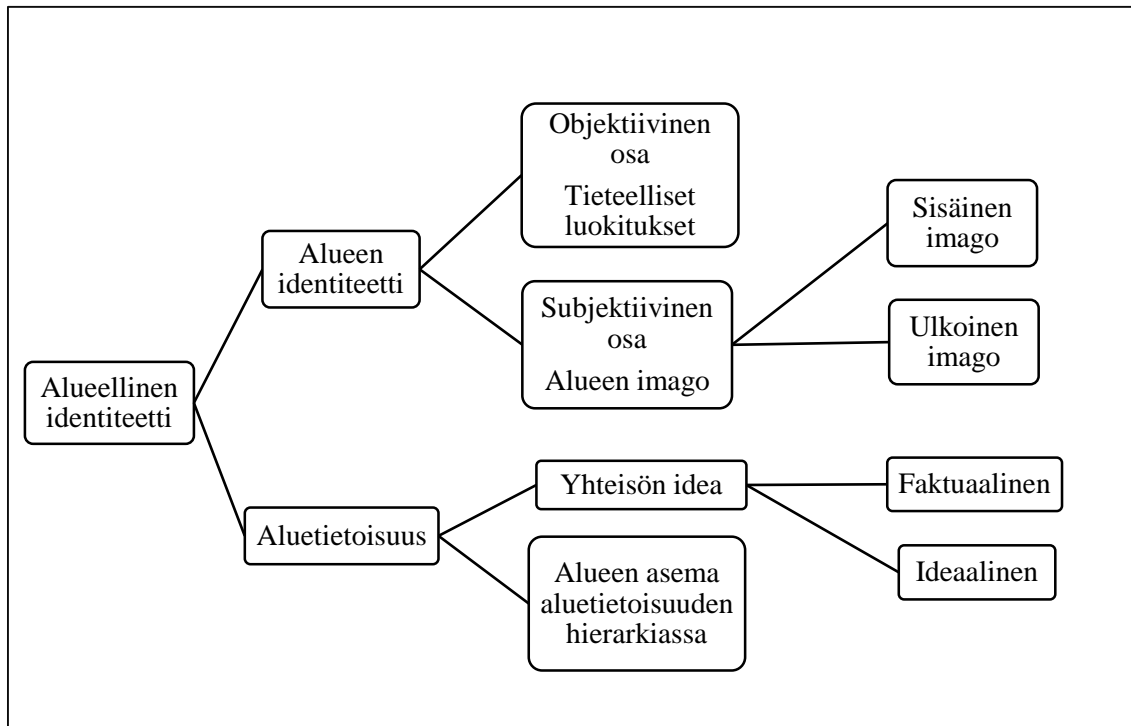 Alueellinen
identiteetti
Alueen
identiteetti
Objektiivinen
osa
Tieteelliset
luokitukset
Subjektiivinen
osa
Alueen imago
Sisäinen
imago
Ulkoinen
imago
Aluetietoisuus
Yhteisön idea
Faktuaalinen
Ideaalinen
Alueen asema
aluetietoisuuden
hierarkiassa